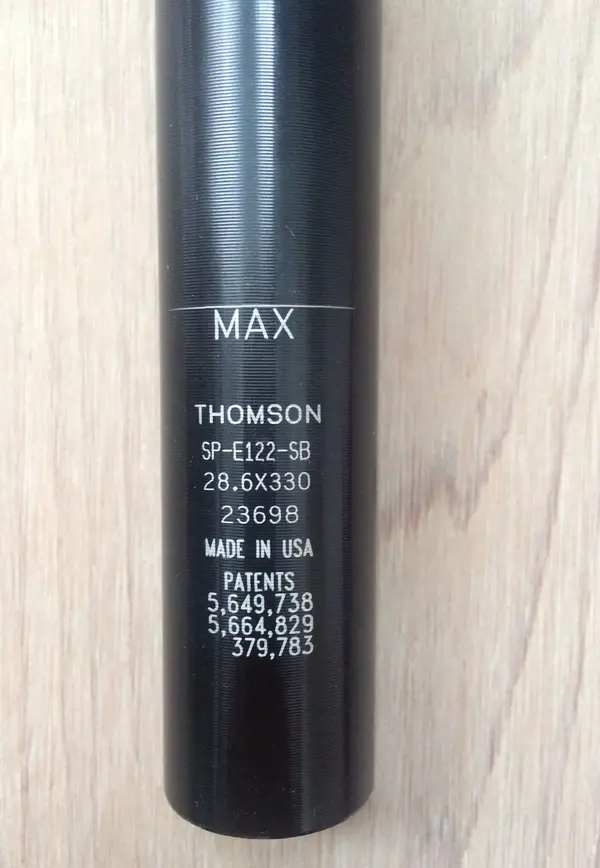 MAX
THOMSON
SP-E122-SB
28.6X330
23698
MADE IN USA
PATENTS
5,649,738
5,664,829
379,783